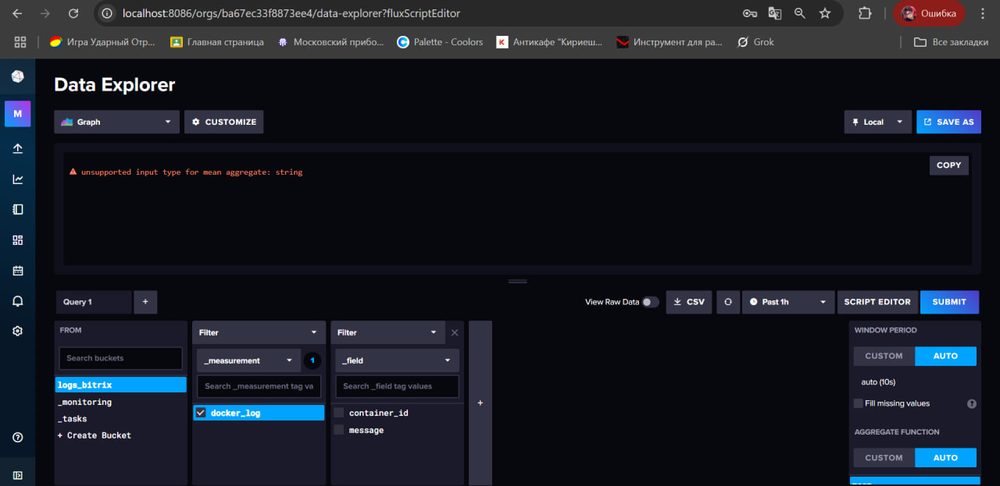 localhost:8086/orgs/ba67ec33f8873ee4/data-explorer?fluxScriptEditor
Ошибка
Игра Ударный Отр...
Главная страница
Московский прибо...
Palette - Coolors
Антикафе "Кириеш...
Инструмент для ра...
Grok
Все закладки
Data Explorer
M
Graph
CUSTOMIZE
Local
SAVE AS
unsupported input type for mean aggregate: string
COPY
Query 1
+
View Raw Data
CSV
Past 1h
SCRIPT EDITOR
SUBMIT
FROM
Search buckets
logs_bitrix
_monitoring
_tasks
+ Create Bucket
Filter
_measurement
1
Search _measurement tag va
docker_log
Filter
_field
Search _field tag values
container_id
message
+
WINDOW PERIOD
CUSTOM
AUTO
auto (10s)
Fill missing values
?
AGGREGATE FUNCTION
CUSTOM
AUTO